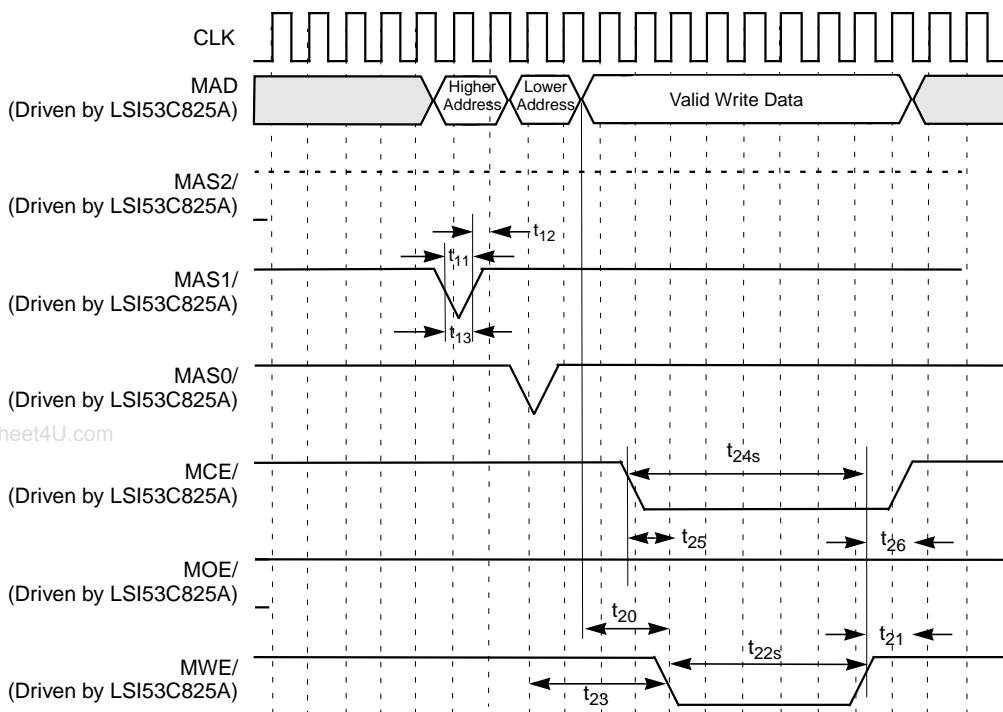 CLK
MAD
(Driven by LSI53C825A)
Higher
Address
Lower
Address
Valid Write Data
MAS2/
(Driven by LSI53C825A)
t12
t11
MAS1/
(Driven by LSI53C825A)
t13
MAS0/
(Driven by LSI53C825A)
heet4U.com
MCE/
(Driven by LSI53C825A)
t24s
t25
t26
MOE/
(Driven by LSI53C825A)
t20
t21
t22s
MWE/
(Driven by LSI53C825A)
t23